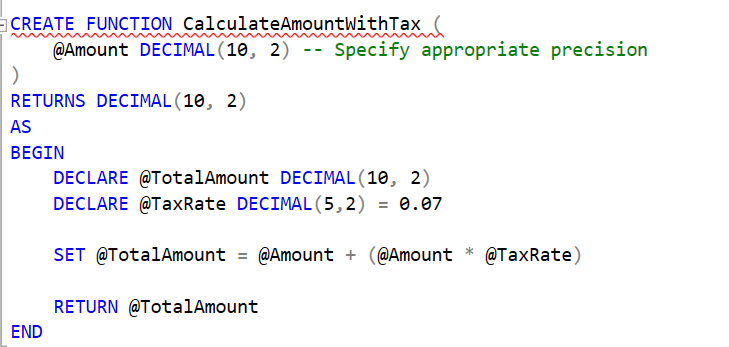 CREATE FUNCTION CalculateAmountWithTax (
    @Amount DECIMAL(10, 2) -- Specify appropriate precision
)
RETURNS DECIMAL(10, 2)
AS
BEGIN
    DECLARE @TotalAmount DECIMAL(10, 2)
    DECLARE @TaxRate DECIMAL(5,2) = 0.07
    SET @TotalAmount = @Amount + (@Amount * @TaxRate)
    RETURN @TotalAmount
END